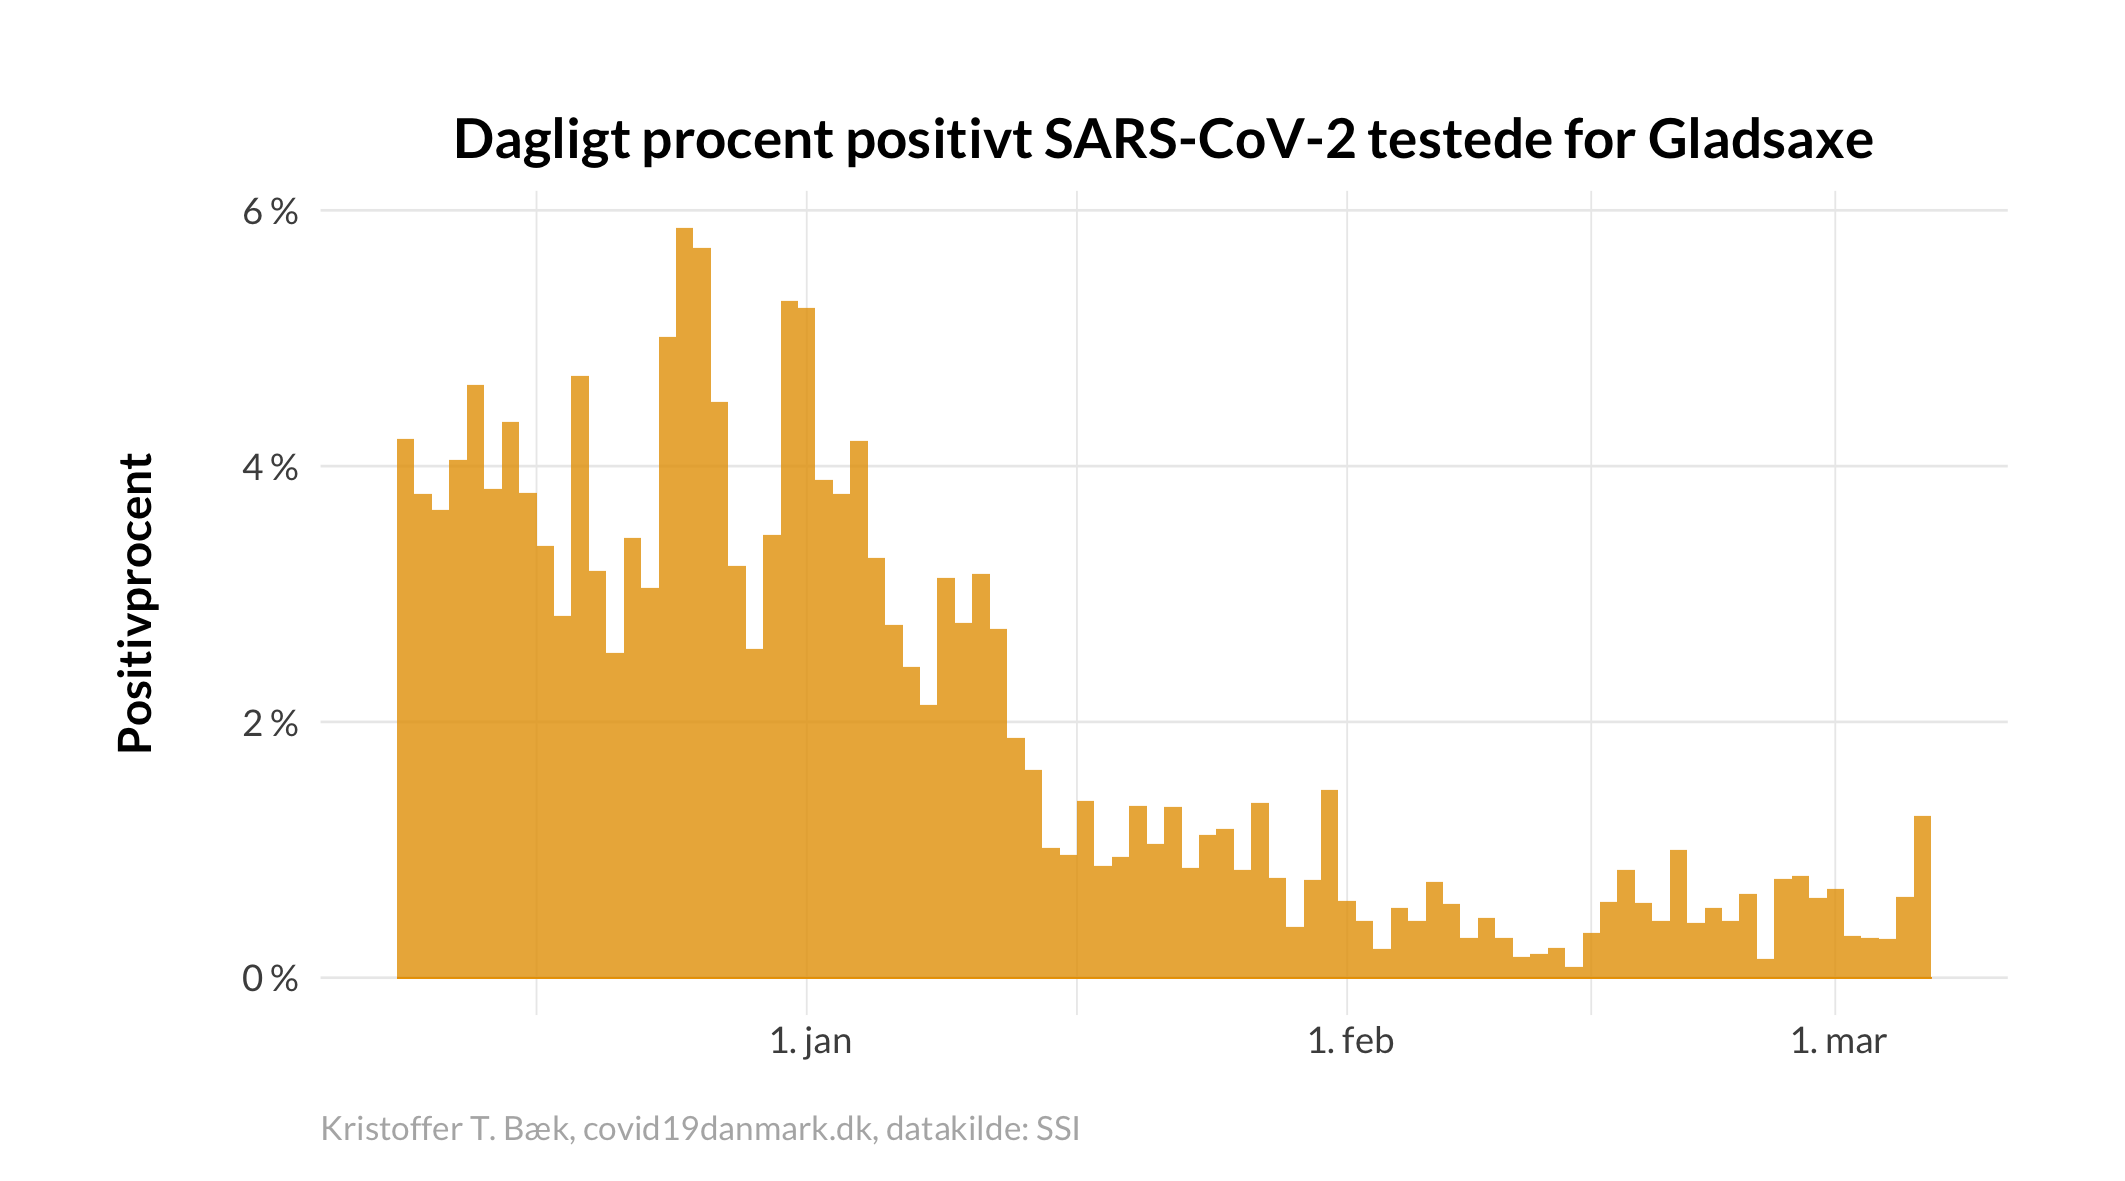 Dagligt procent positivt SARS-CoV-2 testede for Gladsaxe
Positivprocent
6 %
4 %
2 %
0 %
1. jan
1. feb
1. mar
Kristoffer T. Bæk, covid19danmark.dk, datakilde: SSI